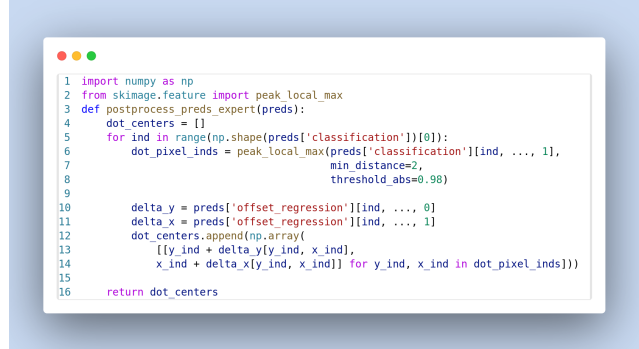 1 import numpy as np
2 from skimage.feature import peak_local_max
3 def postprocess_preds_expert(preds):
4     dot_centers = []
5     for ind in range(np.shape(preds['classification'])[0]):
6         dot_pixel_inds = peak_local_max(preds['classification'][ind, ..., 1],
7                                         min_distance=2,
8                                         threshold_abs=0.98)
9
10         delta_y = preds['offset_regression'][ind, ..., 0]
11         delta_x = preds['offset_regression'][ind, ..., 1]
12         dot_centers.append(np.array(
13             [[y_ind + delta_y[y_ind, x_ind],
14             x_ind + delta_x[y_ind, x_ind]] for y_ind, x_ind in dot_pixel_inds]))
15
16     return dot_centers